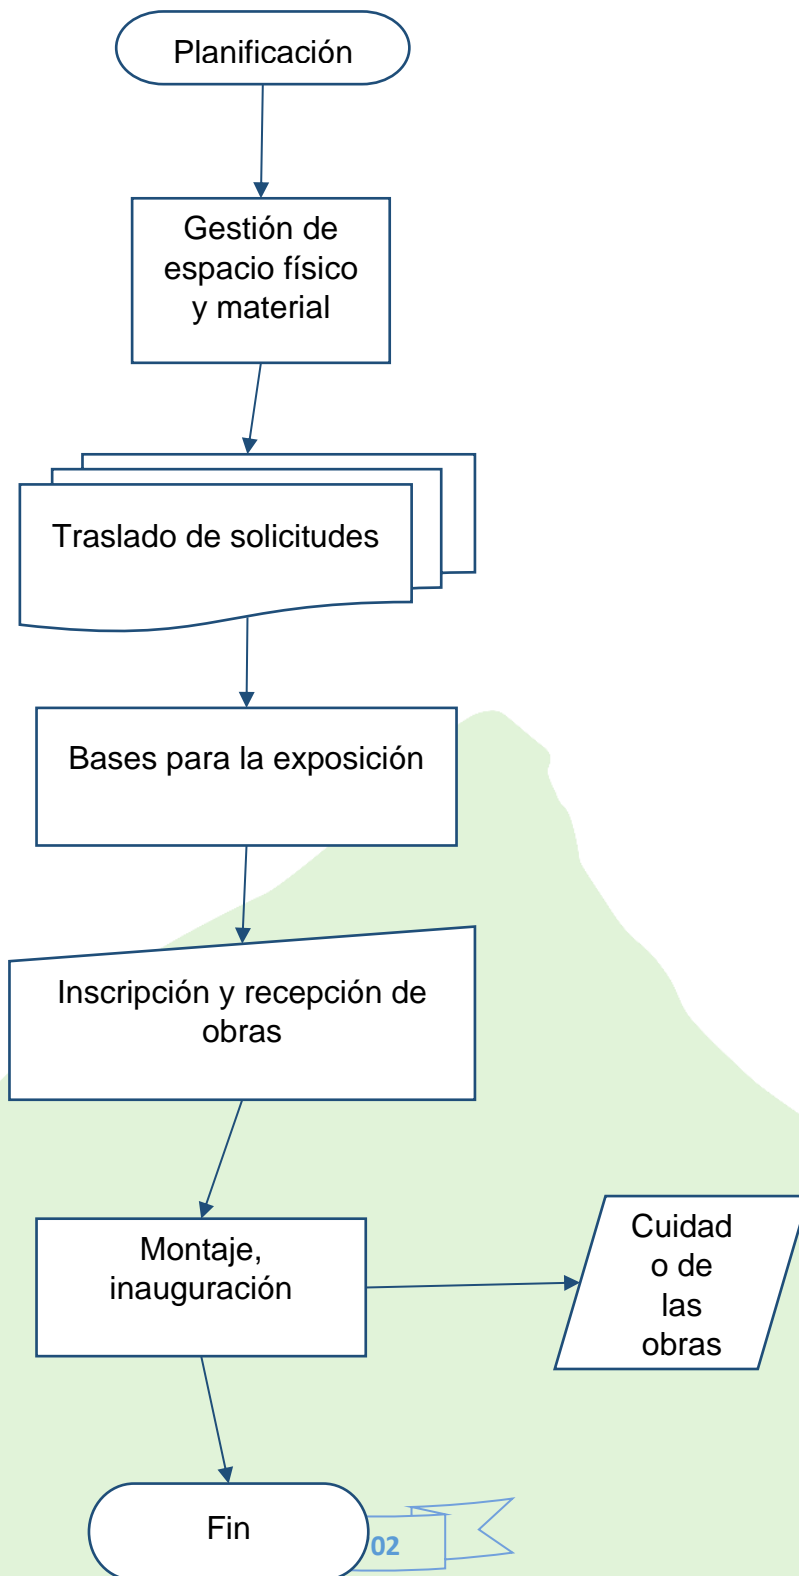 Planificación
Gestión de
espacio físico
y material
Traslado de solicitudes
Bases para la exposición
Inscripción y recepción de
obras
Montaje,
inauguración
Cuidad
o de
las
obras
Fin
02